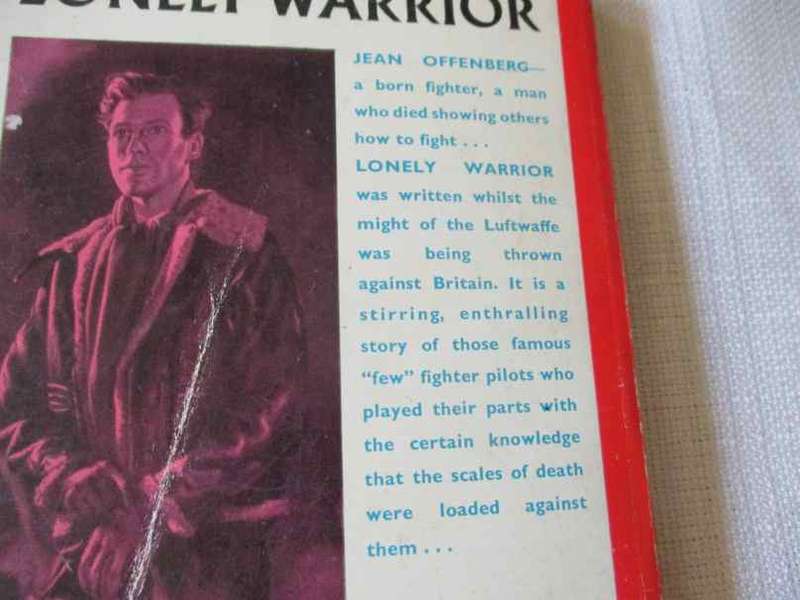 LONELY WARRIOR
JEAN OFFENBERG—
a born fighter, a man
who died showing others
how to fight . . .
LONELY WARRIOR
was written whilst the
might of the Luftwaffe
was being thrown
against Britain. It is a
stirring, enthralling
story of those famous
“few” fighter pilots who
played their parts with
the certain knowledge
that the scales of death
were loaded against
them . . .